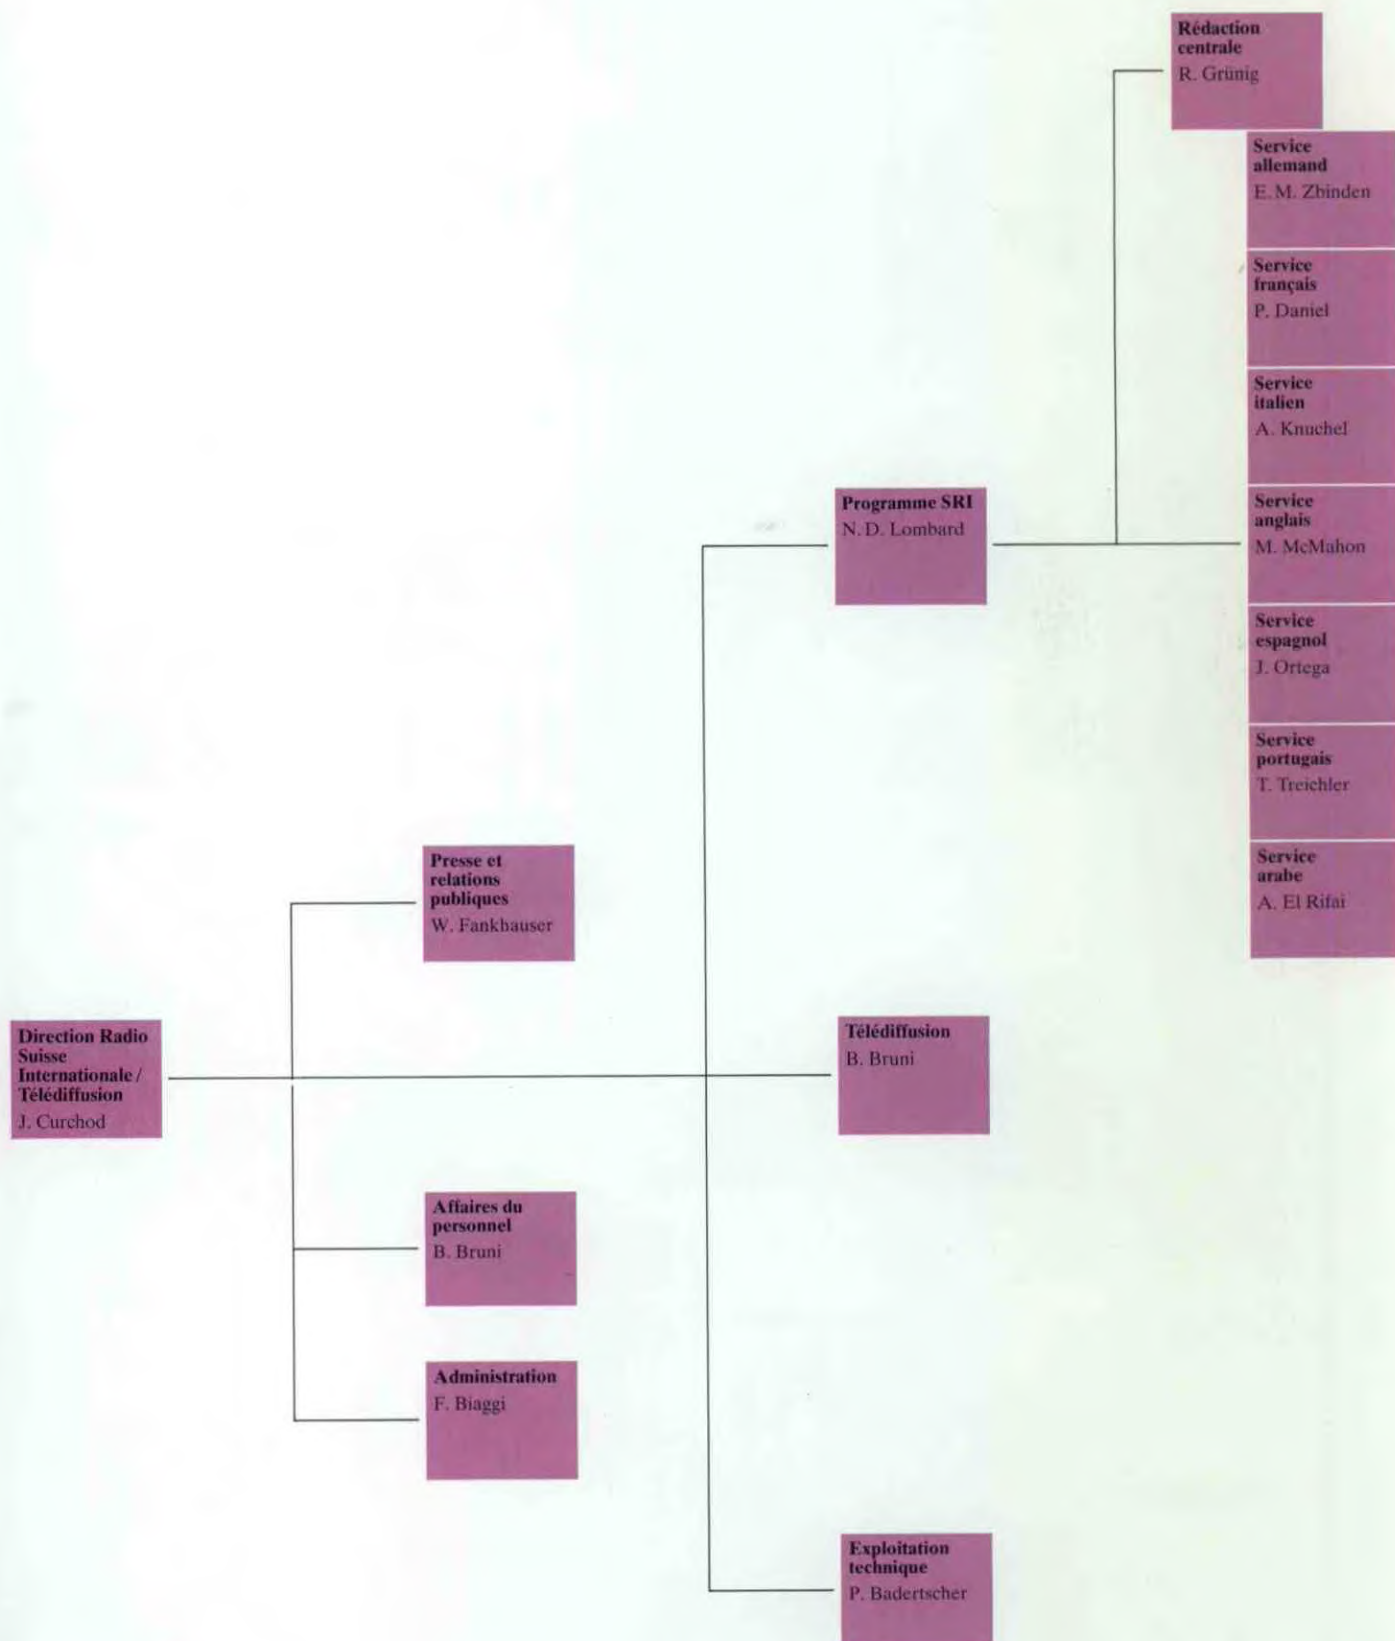 Rédaction
centrale
R. Grünig
Service
allemand
E. M. Zbinden
Service
français
P. Daniel
Service
italien
A. Knuchel
Programme SRI
N. D. Lombard
Service
anglais
M. McMahon
Service
espagnol
J. Ortega
Service
portugais
T. Treichler
Service
arabe
A. El Rifai
Presse et
relations
publiques
W. Fankhauser
Direction Radio
Suisse
Internationale /
Télédiffusion
J. Curchod
Télédiffusion
B. Bruni
Affaires du
personnel
B. Bruni
Administration
F. Biaggi
Exploitation
technique
P. Badertscher